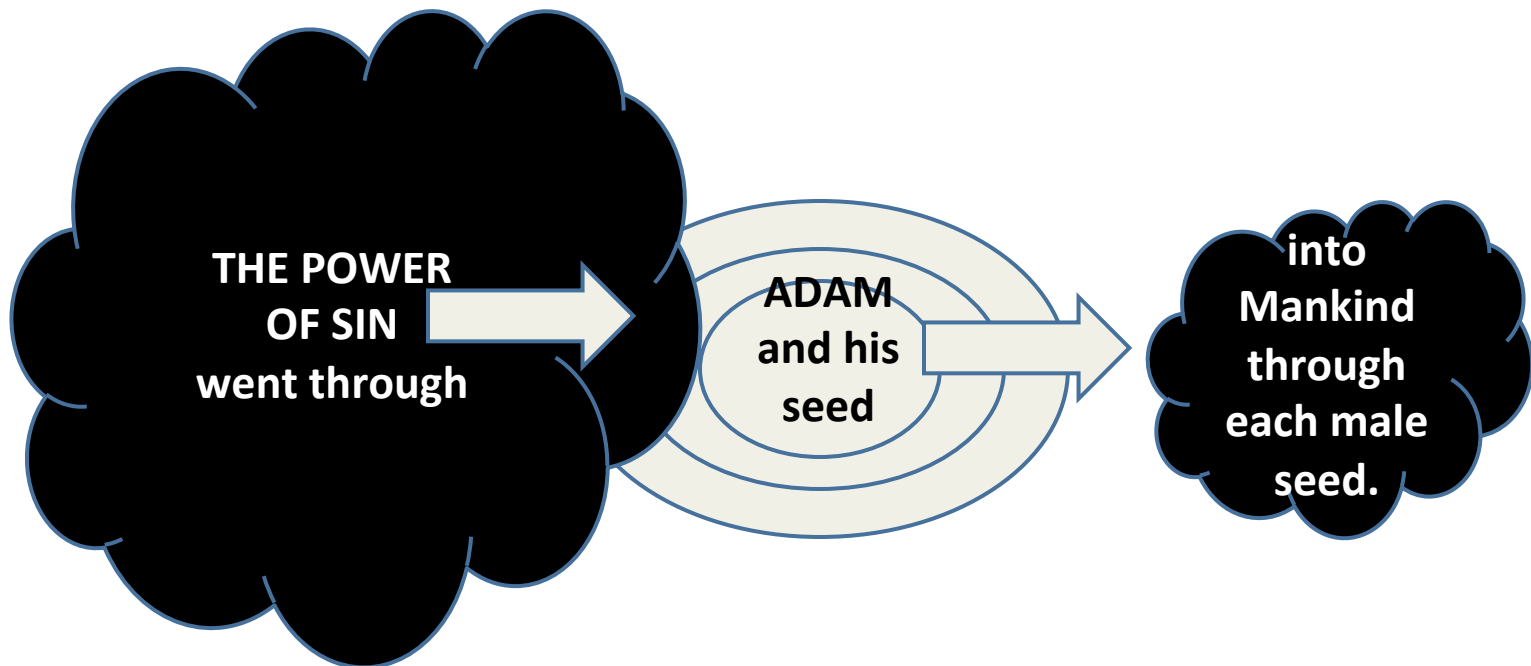 THE POWER
OF SIN
went through
ADAM
and his
seed
into
Mankind
through
each male
seed.